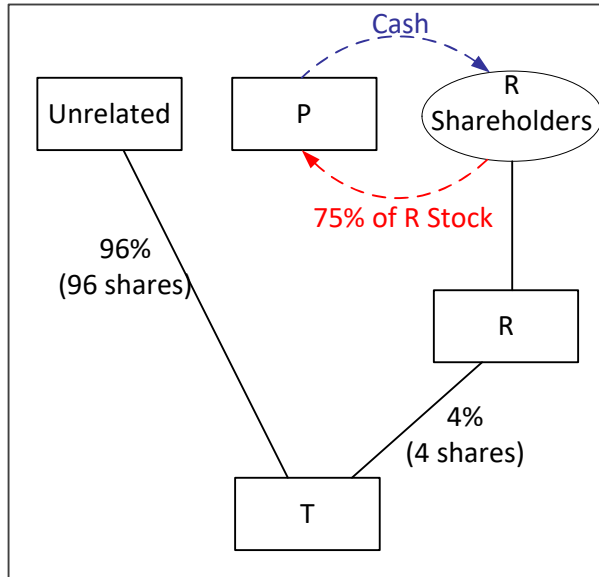 Cash
Unrelated
P
R
Shareholders
75% of R Stock
96%
(96 shares)
R
4%
(4 shares)
T